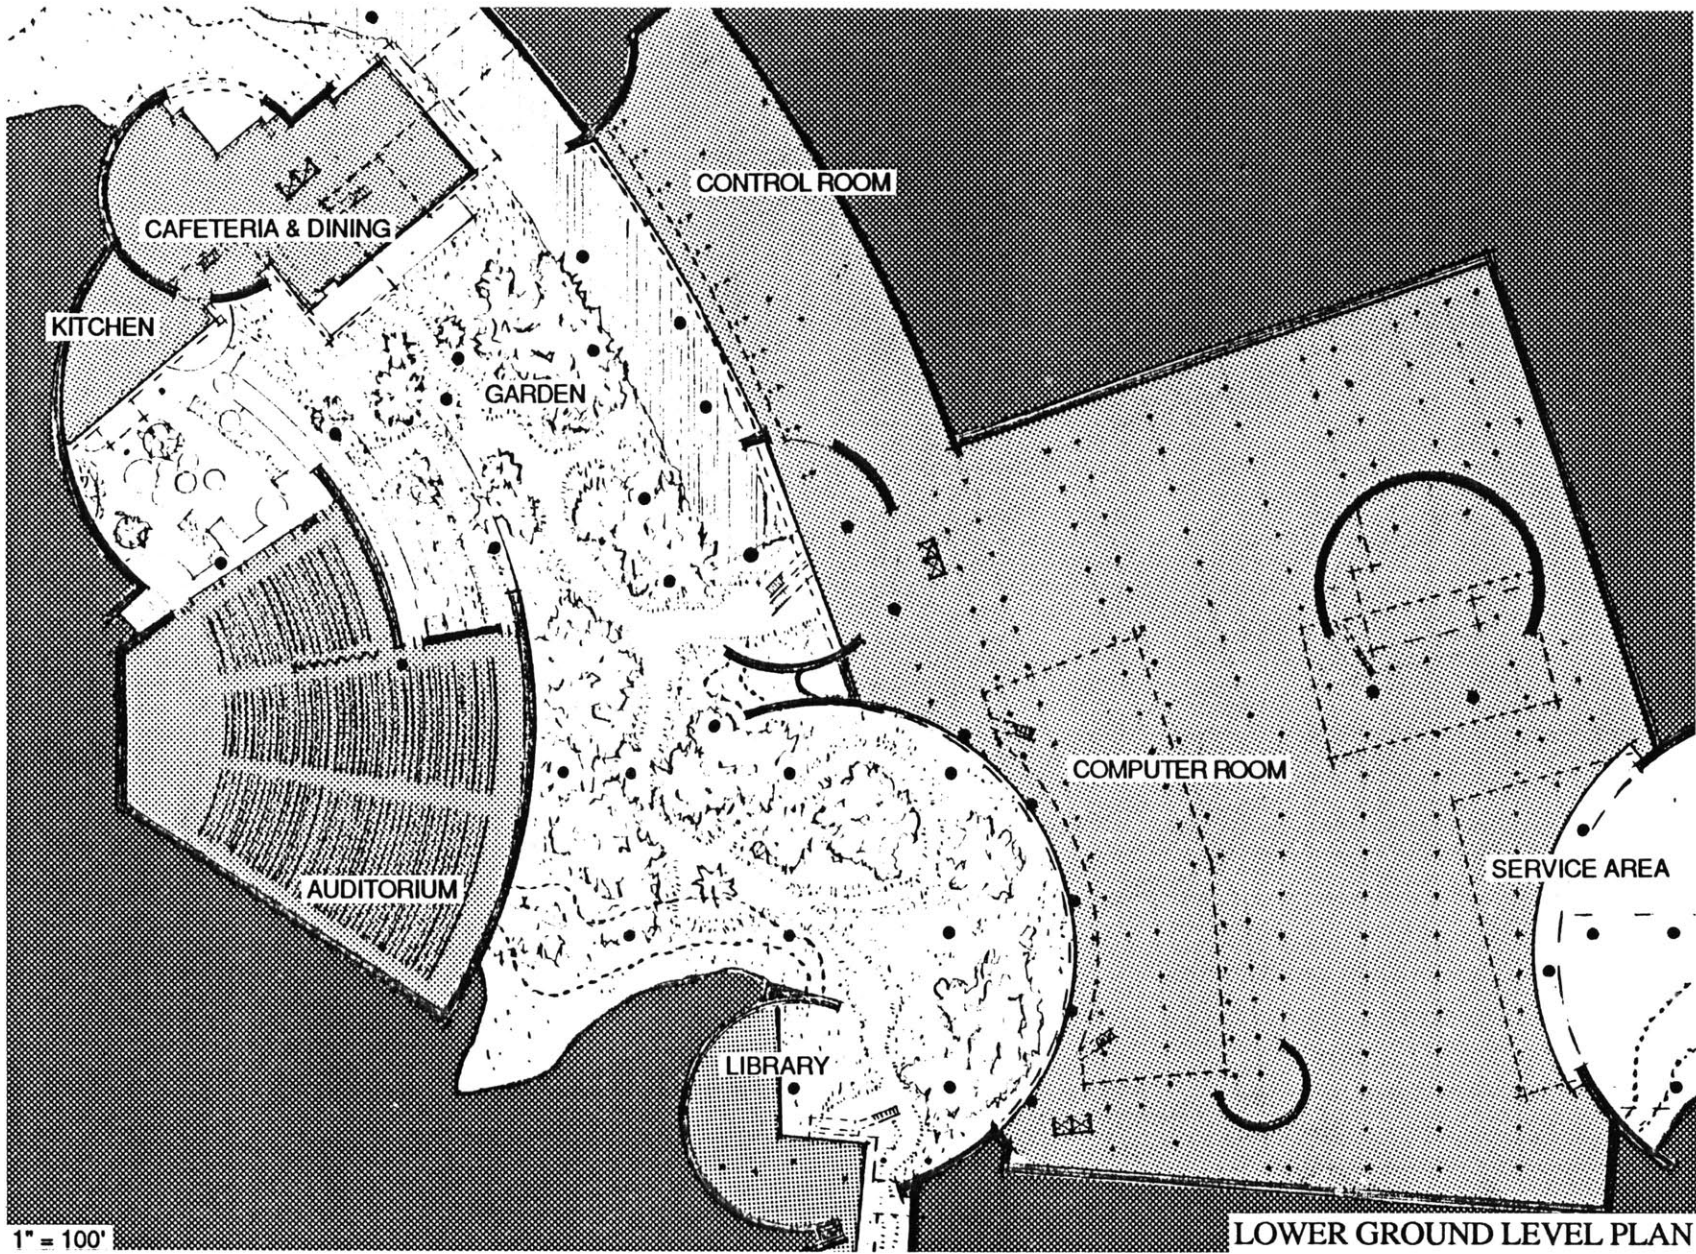 CONTROL ROOM
CAFETERIA & DINING
KITCHEN
GARDEN
COMPUTER ROOM
SERVICE AREA
AUDITORIUM
LIBRARY
1" = 100'
LOWER GROUND LEVEL PLAN